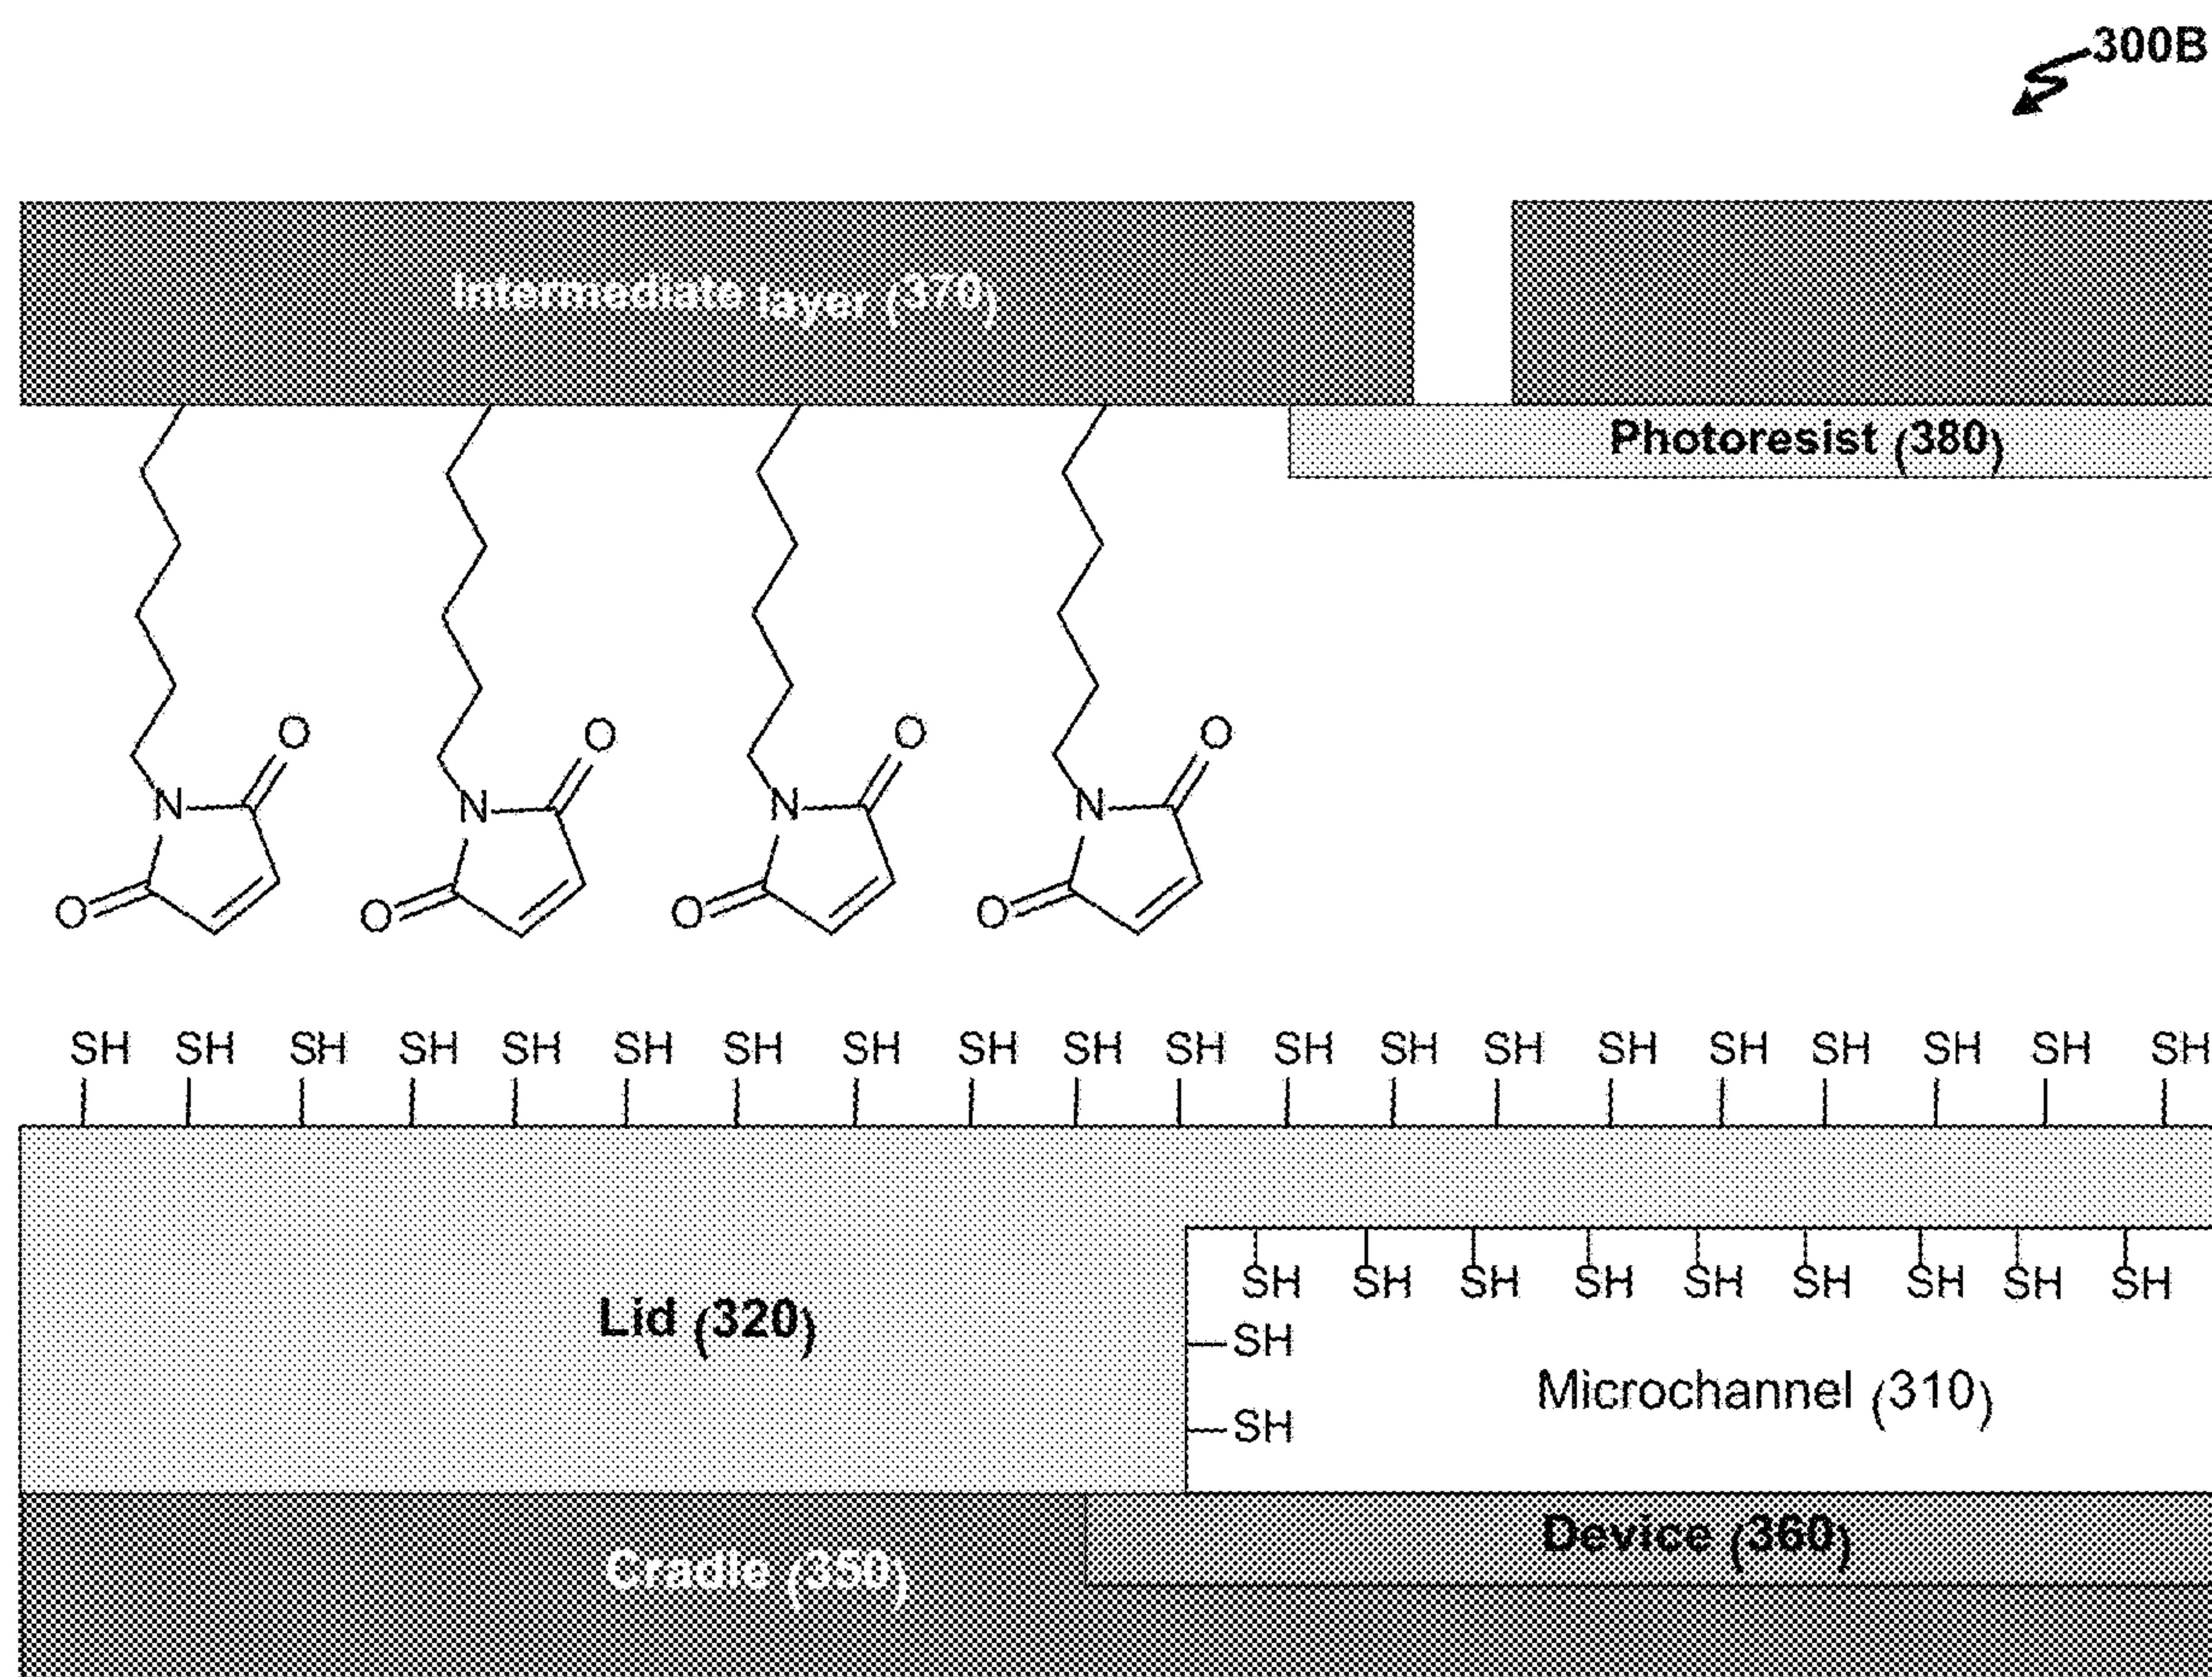 300B
Intermediate layer (370)
Photoresist (380)
O O O O
N N N N
O O O O
SH SH SH SH SH SH SH SH SH SH SH SH SH SH SH SH SH SH SH SH
SH SH SH SH SH SH SH SH SH
Lid (320)
SH
Microchannel (310)
SH
Device (360)
Cradle (350)